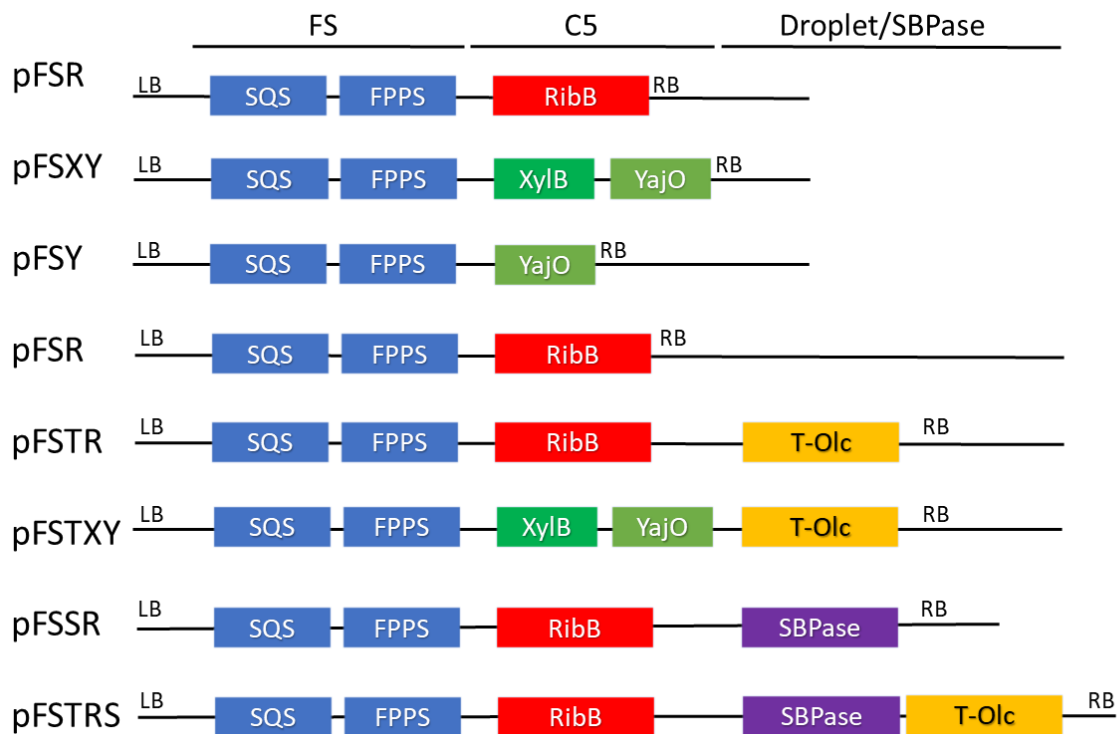 FS C5 Droplet/SBPase
pFSR LB SQS FPPS RibB RB
pFSXY LB SQS FPPS XylB YajO RB
pFSY LB SQS FPPS YajO RB
pFSR LB SQS FPPS RibB RB
pFSTR LB SQS FPPS RibB T-Olc RB
pFSTXY LB SQS FPPS XylB YajO T-Olc RB
pFSSR LB SQS FPPS RibB SBPase RB
pFSTRS LB SQS FPPS RibB SBPase T-Olc RB